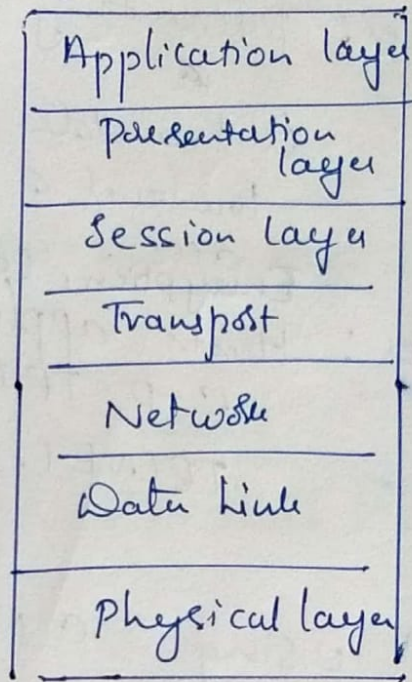 Application layer
Presentation
layer
Session layer
Transport
Network
Data Link
Physical layer